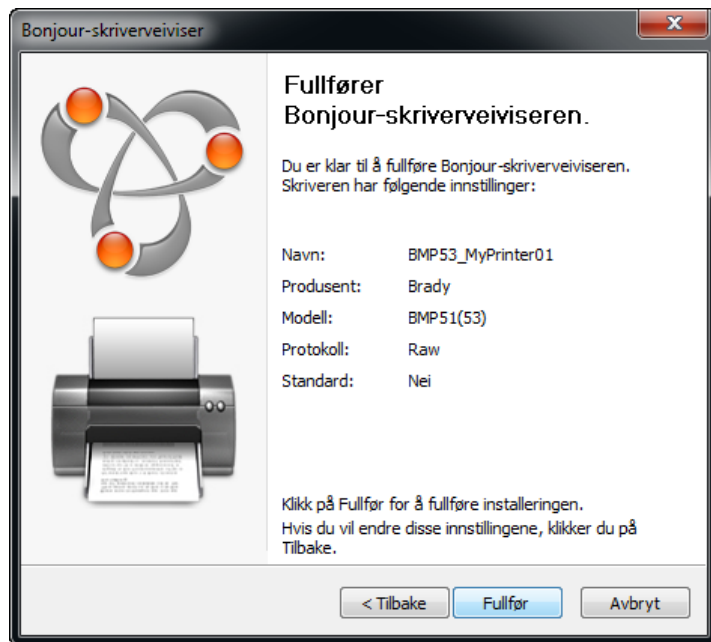 Bonjour-skriverveiviser
Fullfører
Bonjour-skriverveiviseren.
Du er klar til å fullføre Bonjour-skriverveiviseren.
Skriveren har følgende innstillinger:
Navn: BMP53_MyPrinter01
Produsent: Brady
Modell: BMP51(53)
Protokoll: Raw
Standard: Nei
Klikk på Fullfør for å fullføre installeringen.
Hvis du vil endre disse innstillingene, klikker du på
Tilbake.
< Tilbake Fullfør Avbryt